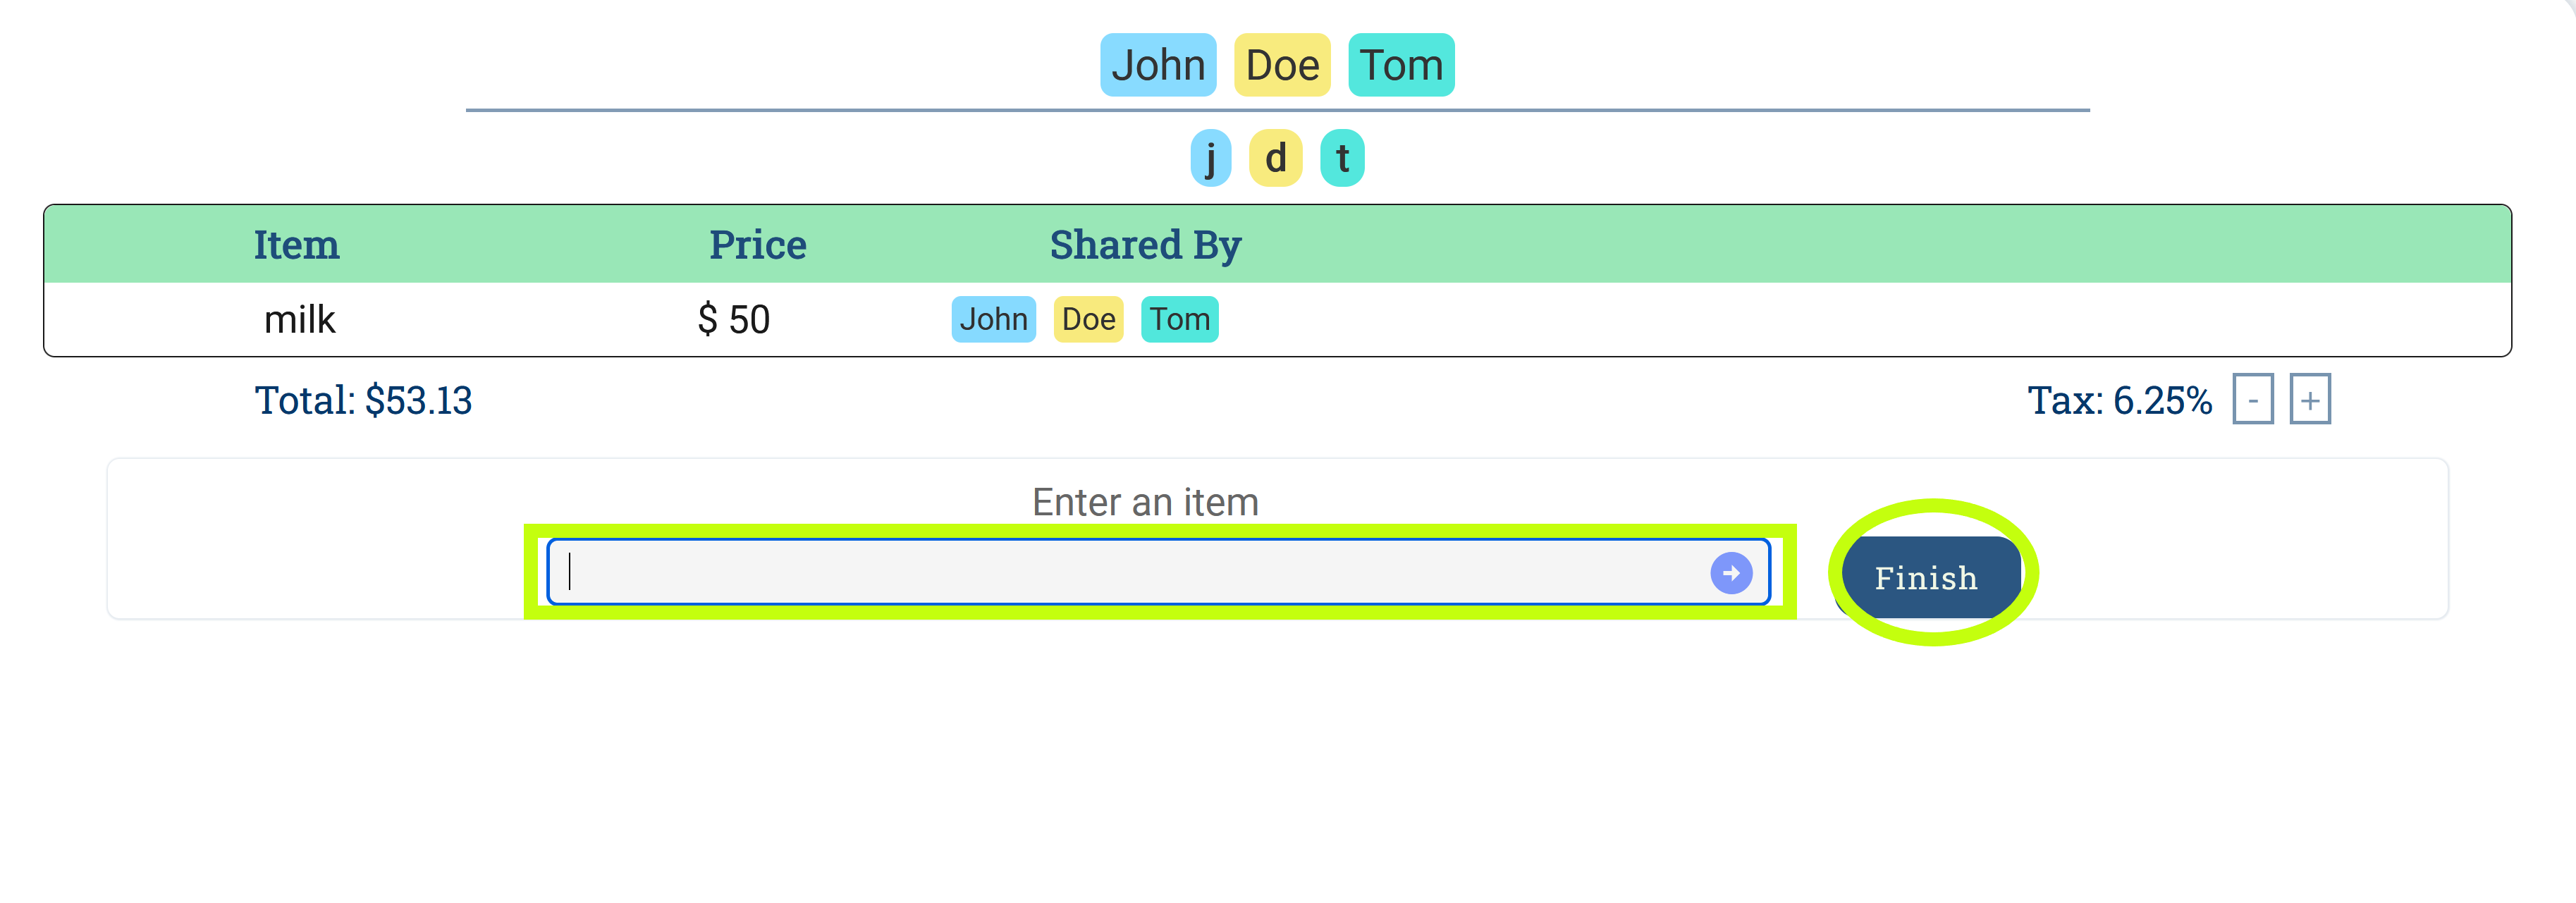 John Doe Tom
j d t
Item Price Shared By
milk $ 50 John Doe Tom
Total: $53.13 Tax: 6.25% - +
Enter an item
Finish